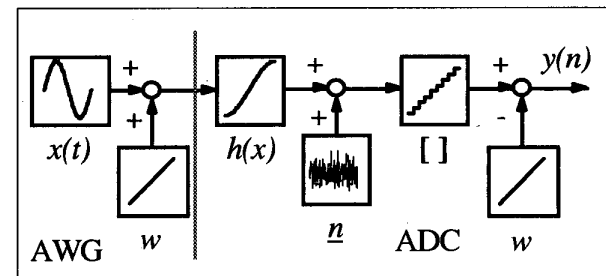 + + + y(n)
+ + -
x(t) h(x) [ ]
w n w
AWG ADC